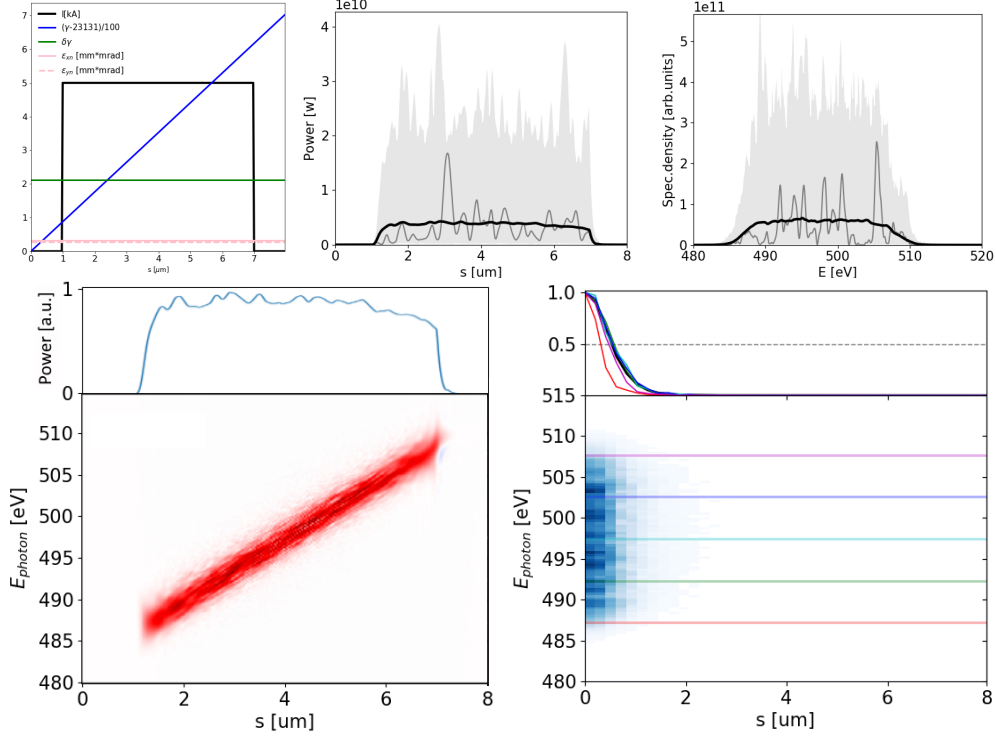 7
6
5
4
3
2
1
0
I[kA]
(γ-23131)/100
δγ
εxn [mm*mrad]
εyn [mm*mrad]
0 1 2 3 4 5 6 7
s [μm]
1e10
Power [w]
4
3
2
1
0
0 2 4 6 8
s [um]
1e11
Spec.density [arb.units]
5
4
3
2
1
0
480 490 500 510 520
E [eV]
Power [a.u.]
1
0
Ephoton [eV]
510
505
500
495
490
485
480
0 2 4 6 8
s [um]
1.0
0.5
515
Ephoton [eV]
510
505
500
495
490
485
480
0 2 4 6 8
0 2 4 6 8
s [um]